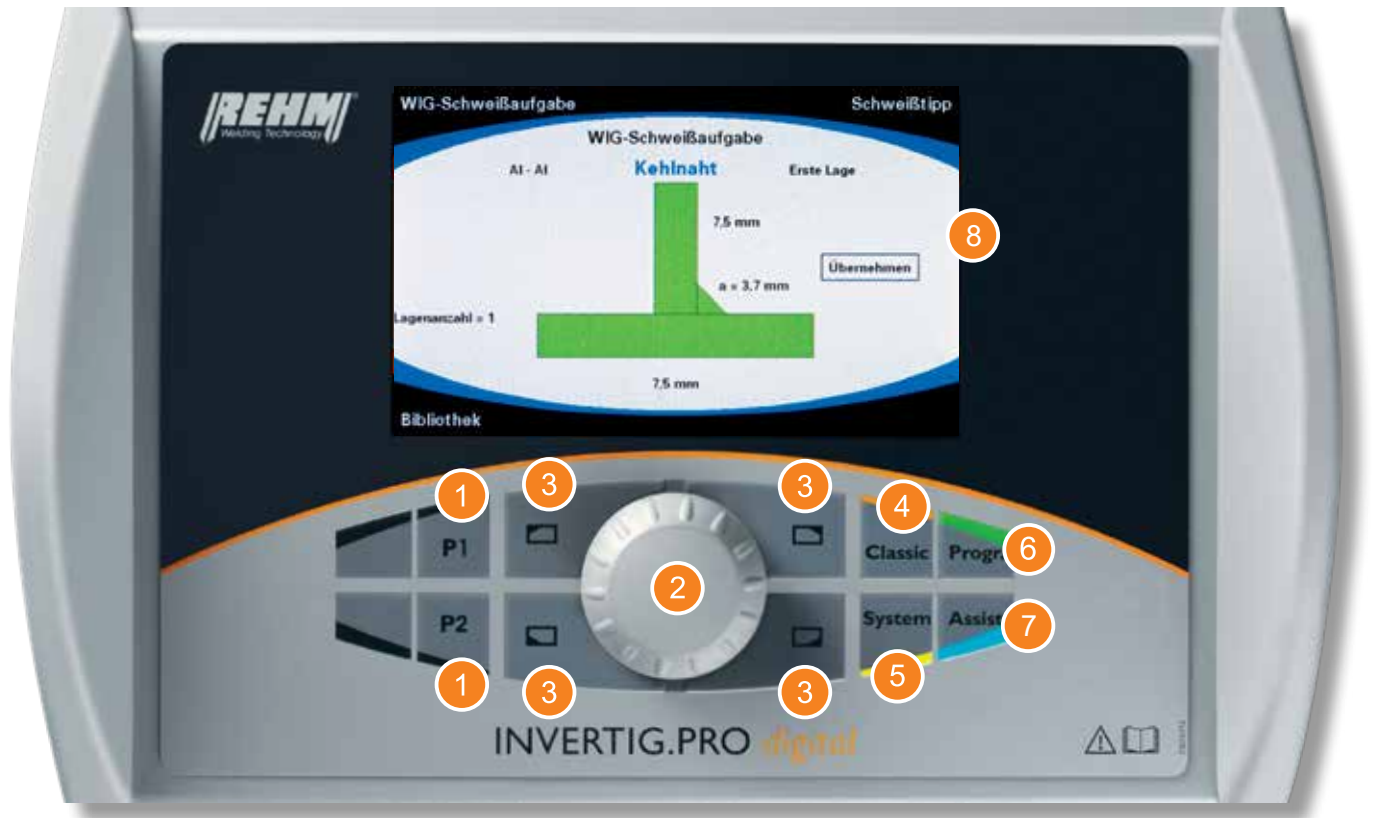 REHM®
Welding Technology
WIG-Schweißaufgabe
Schweißtipp
WIG-Schweißaufgabe
Al - Al
Kehlnaht
Erste Lage
7,5 mm
8
Übernehmen
a = 3,7 mm
Lagenanzahl = 1
7,5 mm
Bibliothek
1
3
3
4
P1
Classic
Progr
6
2
P2
System
Assist
7
1
3
3
5
INVERTIG.PRO digital